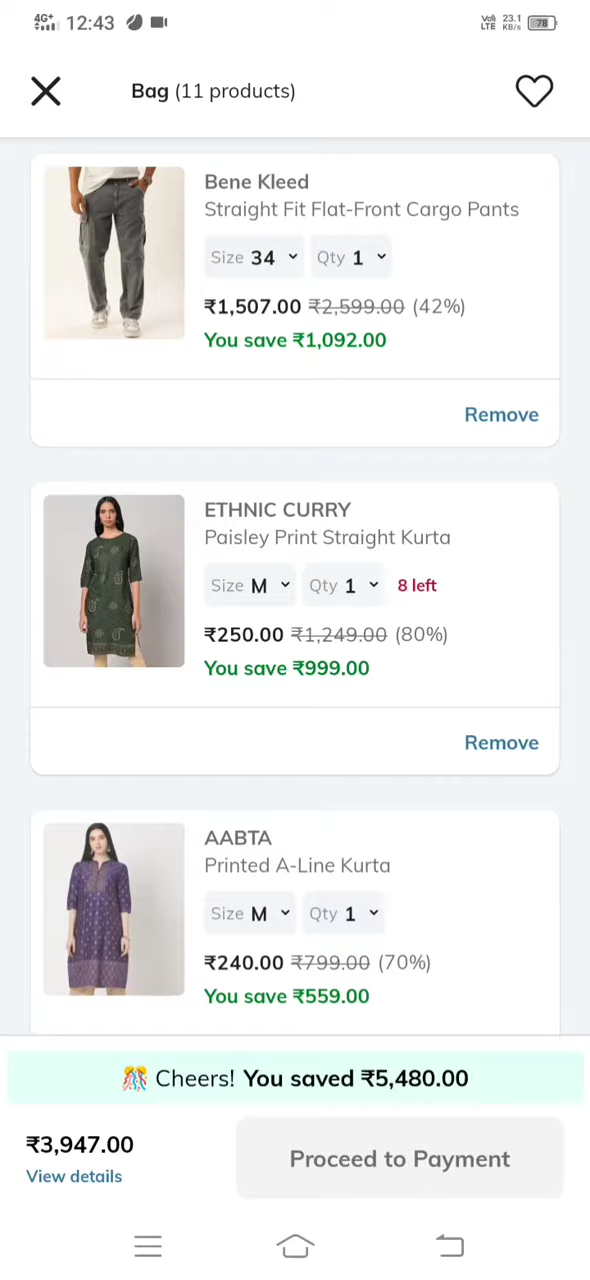 4G+ 12:43 Vo) LTE 23.1 KB/s 78
Bag (11 products)
Bene Kleed
Straight Fit Flat-Front Cargo Pants
Size 34 Qty 1
₹1,507.00 ₹2,599.00 (42%)
You save ₹1,092.00
Remove
ETHNIC CURRY
Paisley Print Straight Kurta
Size M Qty 1 8 left
₹250.00 ₹1,249.00 (80%)
You save ₹999.00
Remove
AABTA
Printed A-Line Kurta
Size M Qty 1
₹240.00 ₹799.00 (70%)
You save ₹559.00
Cheers! You saved ₹5,480.00
₹3,947.00
Proceed to Payment
View details